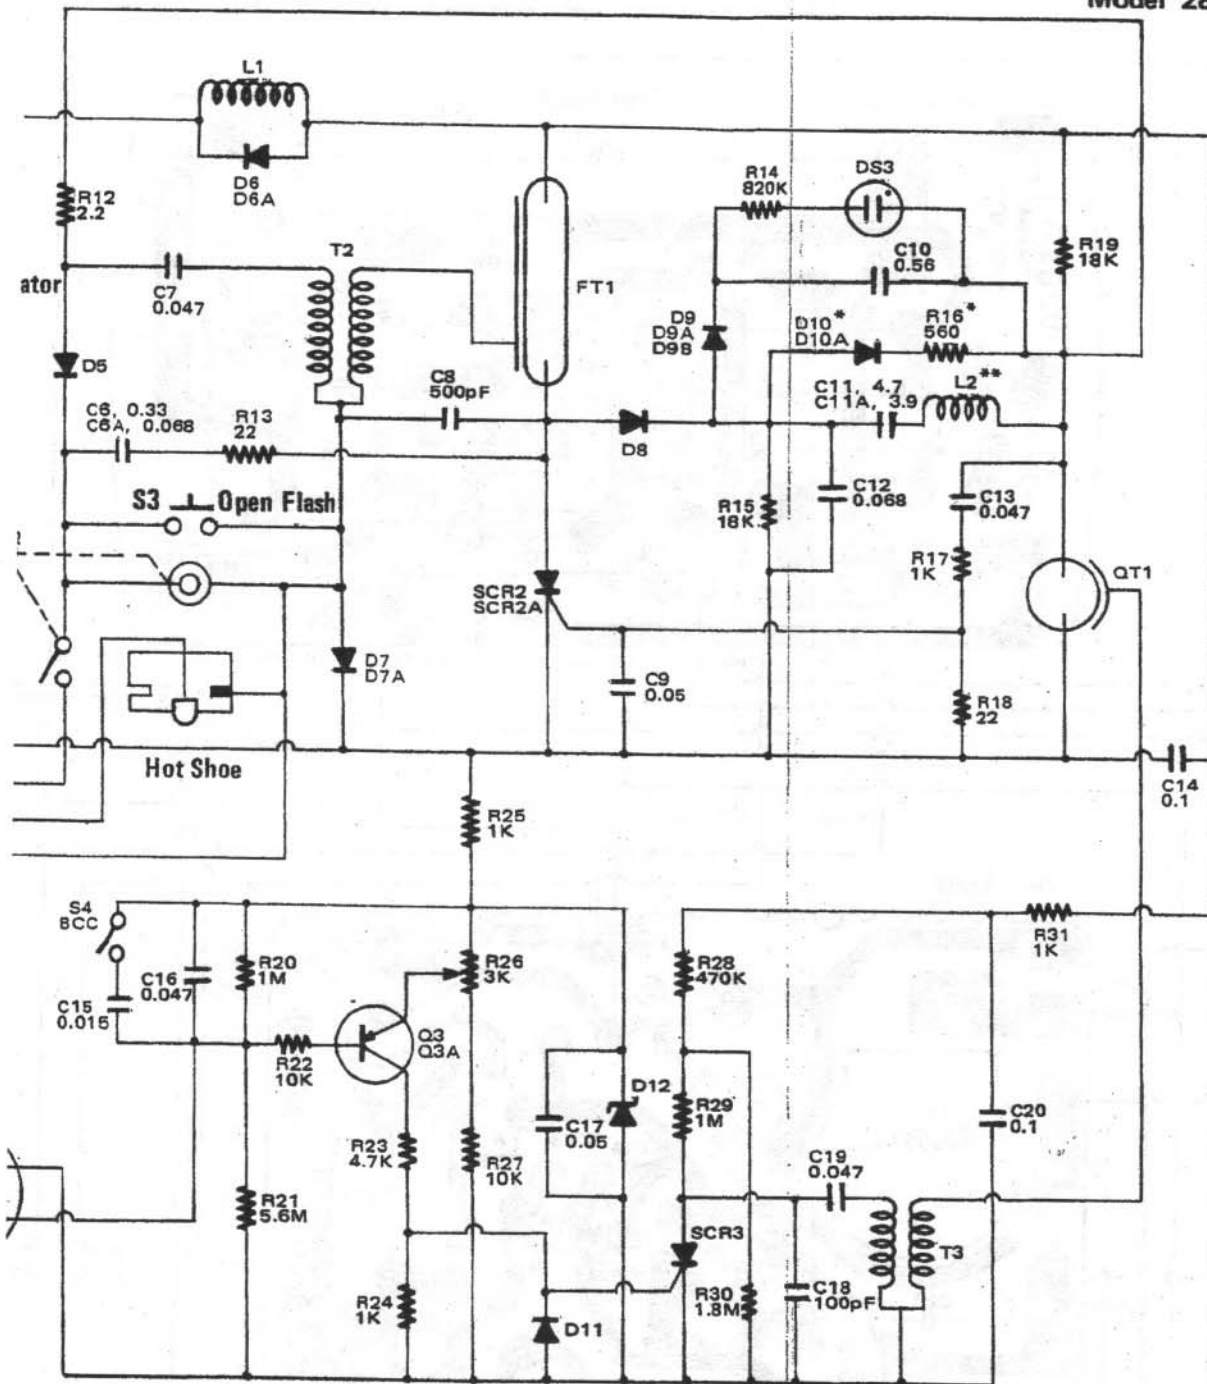 Model 28
L1
D6
D6A
R12
2.2
R14
820K
DS3
T2
C10
0.56
R19
18K
ator
C7
0.047
FT1
D9
D9A
D9B
D10*
D10A
R16*
560
D5
C8
500pF
C11, 4.7
C11A, 3.9
L2**
C6, 0.33
C6A, 0.068
R13
22
D8
S3 Open Flash
C12
0.068
C13
0.047
R15
18K
R17
1K
QT1
SCR2
SCR2A
D7
D7A
C9
0.05
R18
22
Hot Shoe
C14
0.1
R25
1K
S4
BCC
R31
1K
C16
0.047
R20
1M
R26
3K
R28
470K
C15
0.015
R22
10K
Q3
Q3A
D12
R29
1M
C20
0.1
C17
0.05
R23
4.7K
R27
10K
C19
0.047
R21
5.6M
SCR3
T3
R24
1K
D11
R30
1.8M
C18
100pF